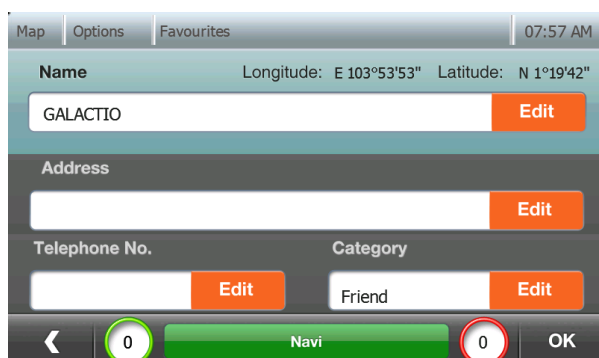 Map Options Favourites 07:57 AM
Name Longitude: E 103°53'53" Latitude: N 1°19'42"
GALACTIO Edit
Address
Edit
Telephone No. Category
Edit Friend Edit
0 Navi 0 OK